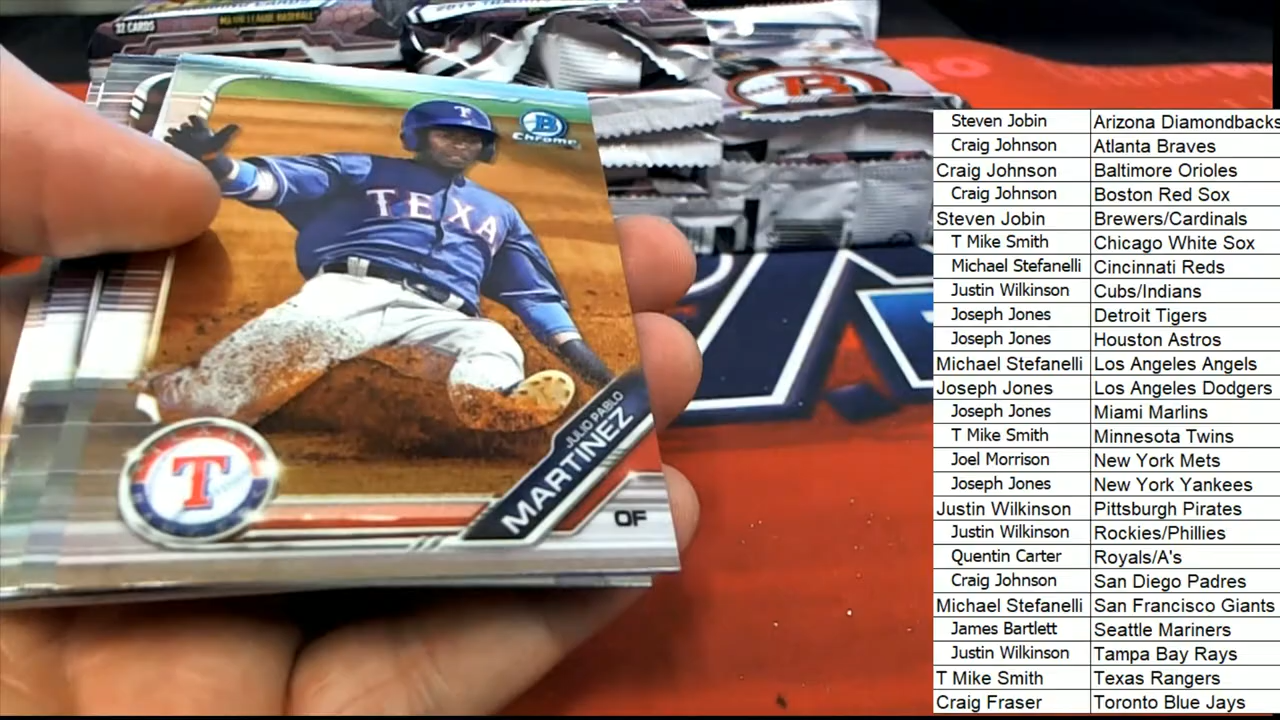 32 CARDS
MAJOR LEAGUE BASEBALL
B
Chrome
T
TEXA
JULIO PABLO
MARTINEZ
T
OF
B
Steven Jobin Arizona Diamondbacks
Craig Johnson Atlanta Braves
Craig Johnson Baltimore Orioles
Craig Johnson Boston Red Sox
Steven Jobin Brewers/Cardinals
T Mike Smith Chicago White Sox
Michael Stefanelli Cincinnati Reds
Justin Wilkinson Cubs/Indians
Joseph Jones Detroit Tigers
Joseph Jones Houston Astros
Michael Stefanelli Los Angeles Angels
Joseph Jones Los Angeles Dodgers
Joseph Jones Miami Marlins
T Mike Smith Minnesota Twins
Joel Morrison New York Mets
Joseph Jones New York Yankees
Justin Wilkinson Pittsburgh Pirates
Justin Wilkinson Rockies/Phillies
Quentin Carter Royals/A's
Craig Johnson San Diego Padres
Michael Stefanelli San Francisco Giants
James Bartlett Seattle Mariners
Justin Wilkinson Tampa Bay Rays
T Mike Smith Texas Rangers
Craig Fraser Toronto Blue Jays